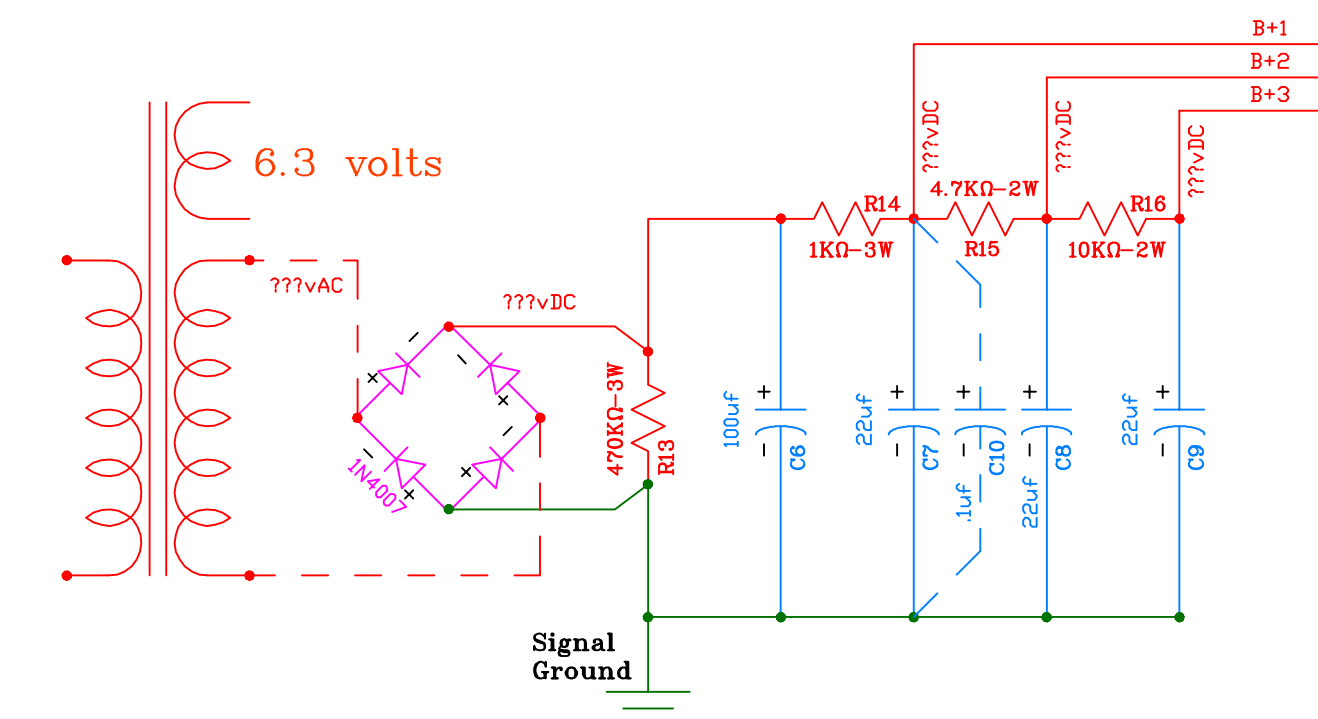 B+1
B+2
B+3
???vDC
???vDC
???vDC
6.3 volts
4.7KΩ-2W
R14
R16
1KΩ-3W
R15
10KΩ-2W
???vAC
???vDC
- -
+ +
- -
+ +
1N4007
470KΩ-3W
R13
+ + + + +
- - - - -
100uf
C6
22uf
C7
.1uf
C10
22uf
C8
22uf
C9
Signal
Ground